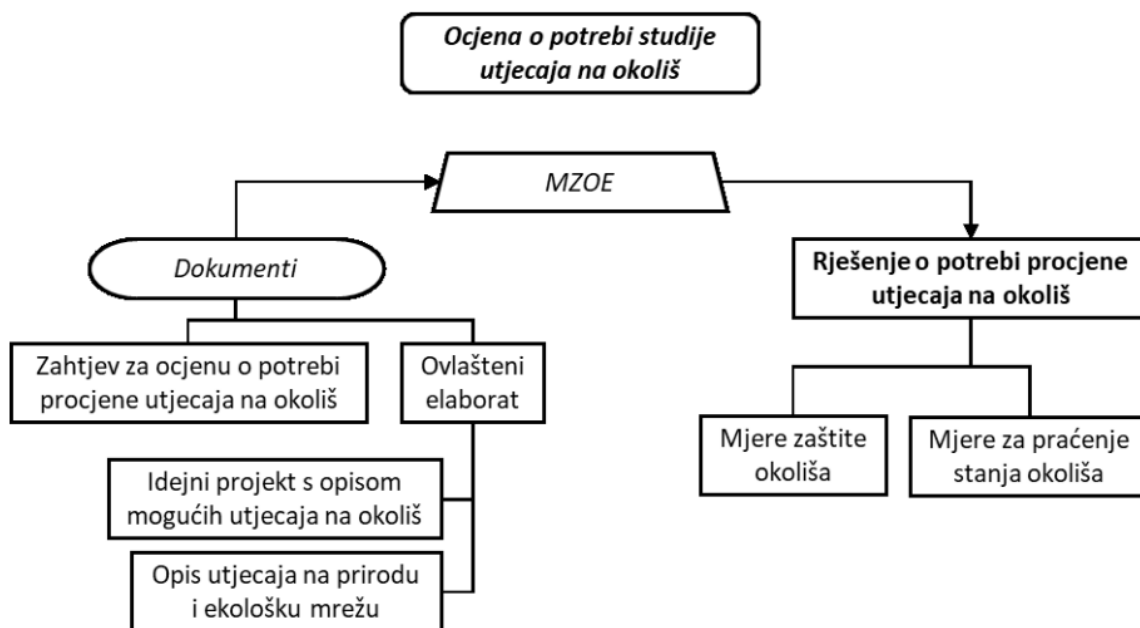 Ocjena o potrebi studije
utjecaja na okoliš
MZOE
Dokumenti
Rješenje o potrebi procjene
utjecaja na okoliš
Zahtjev za ocjenu o potrebi
procjene utjecaja na okoliš
Ovlašteni
elaborat
Idejni projekt s opisom
mogućih utjecaja na okoliš
Opis utjecaja na prirodu
i ekološku mrežu
Mjere zaštite
okoliša
Mjere za praćenje
stanja okoliša